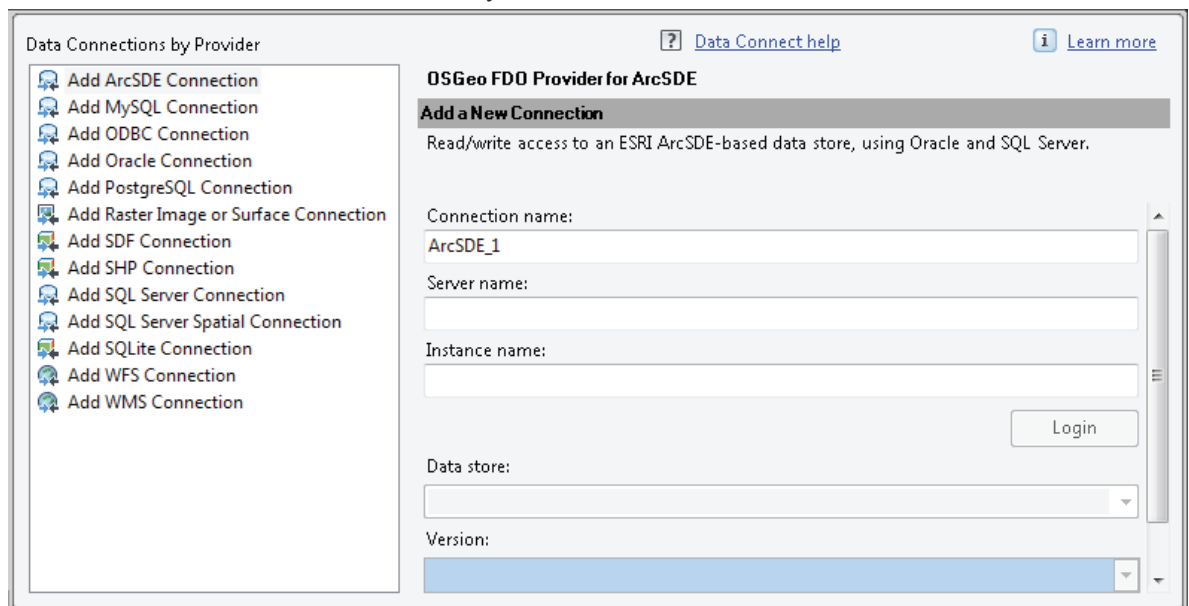 Data Connections by Provider
Data Connect help
Learn more
Add ArcSDE Connection
Add MySQL Connection
Add ODBC Connection
Add Oracle Connection
Add PostgreSQL Connection
Add Raster Image or Surface Connection
Add SDF Connection
Add SHP Connection
Add SQL Server Connection
Add SQL Server Spatial Connection
Add SQLite Connection
Add WFS Connection
Add WMS Connection
OSGeo FDO Provider for ArcSDE
Add a New Connection
Read/write access to an ESRI ArcSDE-based data store, using Oracle and SQL Server.
Connection name:
ArcSDE_1
Server name:
Instance name:
Login
Data store:
Version: